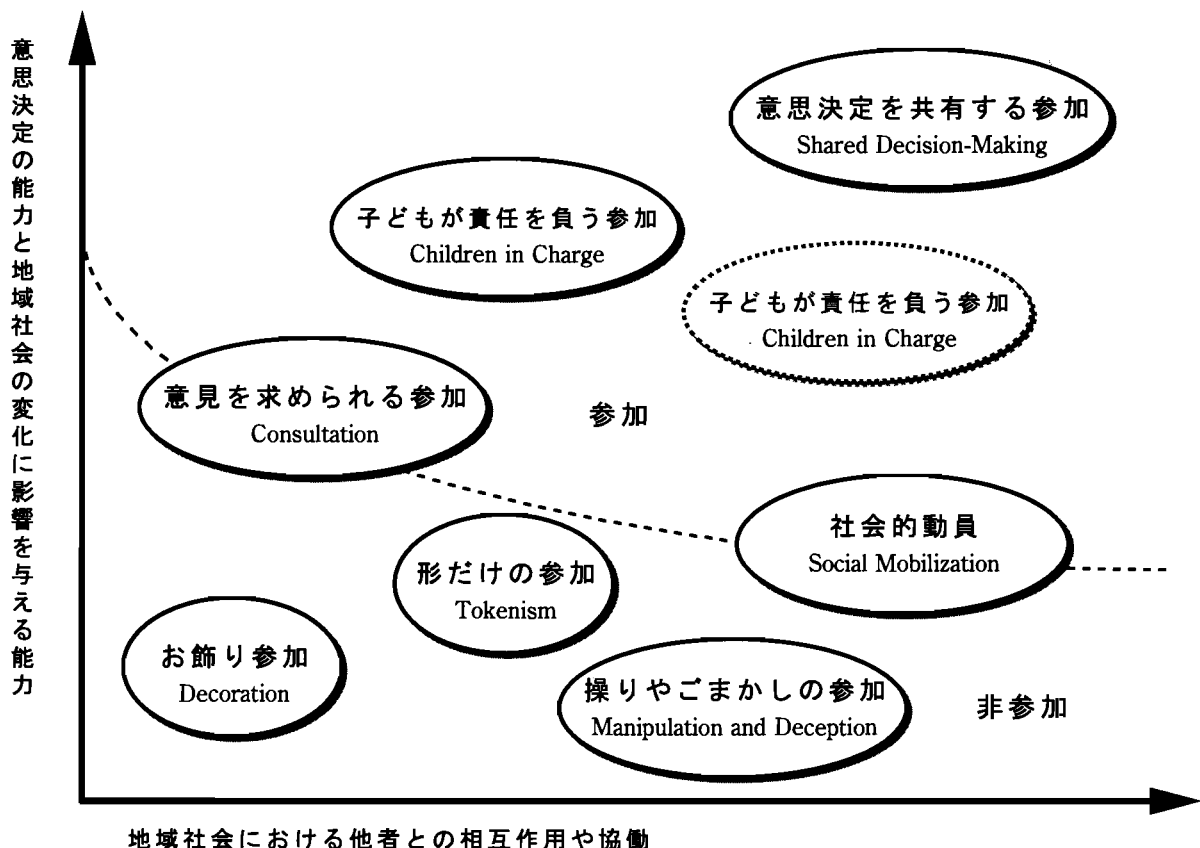 意思決定の能力と地域社会の変化に影響を与える能力
意思決定を共有する参加
Shared Decision-Making
子どもが責任を負う参加
Children in Charge
子どもが責任を負う参加
Children in Charge
意見を求められる参加
Consultation
参加
社会的動員
Social Mobilization
形だけの参加
Tokenism
お飾り参加
Decoration
操りやごまかしの参加
Manipulation and Deception
非参加
地域社会における他者との相互作用や協働